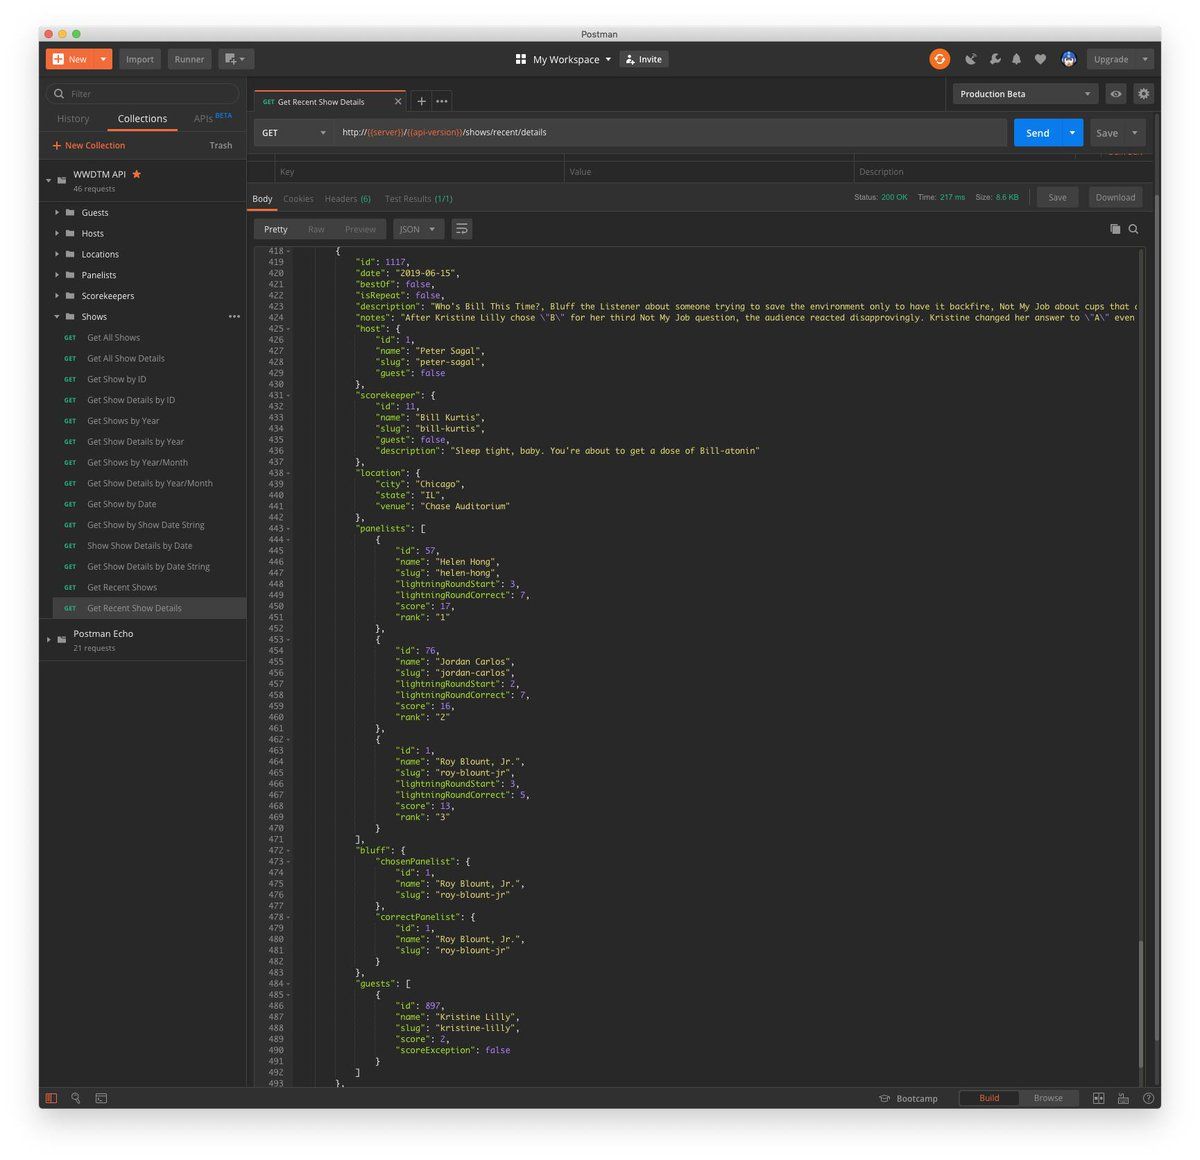 Postman
New
Import
Runner
My Workspace
Invite
Upgrade
Filter
History
Collections
APIs BETA
New Collection
Trash
WWDTM API
46 requests
Guests
Hosts
Locations
Panelists
Scorekeepers
Shows
GET Get All Shows
GET Get All Show Details
GET Get Show by ID
GET Get Show Details by ID
GET Get Shows by Year
GET Get Show Details by Year
GET Get Shows by Year/Month
GET Get Show Details by Year/Month
GET Get Show by Date
GET Get Show by Show Date String
GET Show Show Details by Date
GET Get Show Details by Date String
GET Get Recent Shows
GET Get Recent Show Details
Postman Echo
21 requests
GET Get Recent Show Details
Production Beta
GET
http://{{server}}/{{api-version}}/shows/recent/details
Send
Save
Key Value Description
Body Cookies Headers (6) Test Results (1/1)
Status: 200 OK Time: 217 ms Size: 8.6 KB
Save
Download
Pretty Raw Preview
JSON
418 {
419 "id": 1117,
420 "date": "2019-06-15",
421 "bestOf": false,
422 "isRepeat": false,
423 "description": "Who's Bill This Time?, Bluff the Listener about someone trying to save the environment only to have it backfire, Not My Job about cups that
424 "notes": "After Kristine Lilly chose \"B\" for her third Not My Job question, the audience reacted disapprovingly. Kristine changed her answer to \"A\" even
425 "host": {
426 "id": 1,
427 "name": "Peter Sagal",
428 "slug": "peter-sagal",
429 "guest": false
430 },
431 "scorekeeper": {
432 "id": 11,
433 "name": "Bill Kurtis",
434 "slug": "bill-kurtis",
435 "guest": false,
436 "description": "Sleep tight, baby. You're about to get a dose of Bill-atonin"
437 },
438 "location": {
439 "city": "Chicago",
440 "state": "IL",
441 "venue": "Chase Auditorium"
442 },
443 "panelists": [
444 {
445 "id": 57,
446 "name": "Helen Hong",
447 "slug": "helen-hong",
448 "lightningRoundStart": 3,
449 "lightningRoundCorrect": 7,
450 "score": 17,
451 "rank": "1"
452 },
453 {
454 "id": 76,
455 "name": "Jordan Carlos",
456 "slug": "jordan-carlos",
457 "lightningRoundStart": 2,
458 "lightningRoundCorrect": 7,
459 "score": 16,
460 "rank": "2"
461 },
462 {
463 "id": 1,
464 "name": "Roy Blount, Jr.",
465 "slug": "roy-blount-jr",
466 "lightningRoundStart": 3,
467 "lightningRoundCorrect": 5,
468 "score": 13,
469 "rank": "3"
470 }
471 ],
472 "bluff": {
473 "chosenPanelist": {
474 "id": 1,
475 "name": "Roy Blount, Jr.",
476 "slug": "roy-blount-jr"
477 },
478 "correctPanelist": {
479 "id": 1,
480 "name": "Roy Blount, Jr.",
481 "slug": "roy-blount-jr"
482 }
483 },
484 "guests": [
485 {
486 "id": 897,
487 "name": "Kristine Lilly",
488 "slug": "kristine-lilly",
489 "score": 2,
490 "scoreException": false
491 }
492 ]
493 },
Bootcamp
Build
Browse